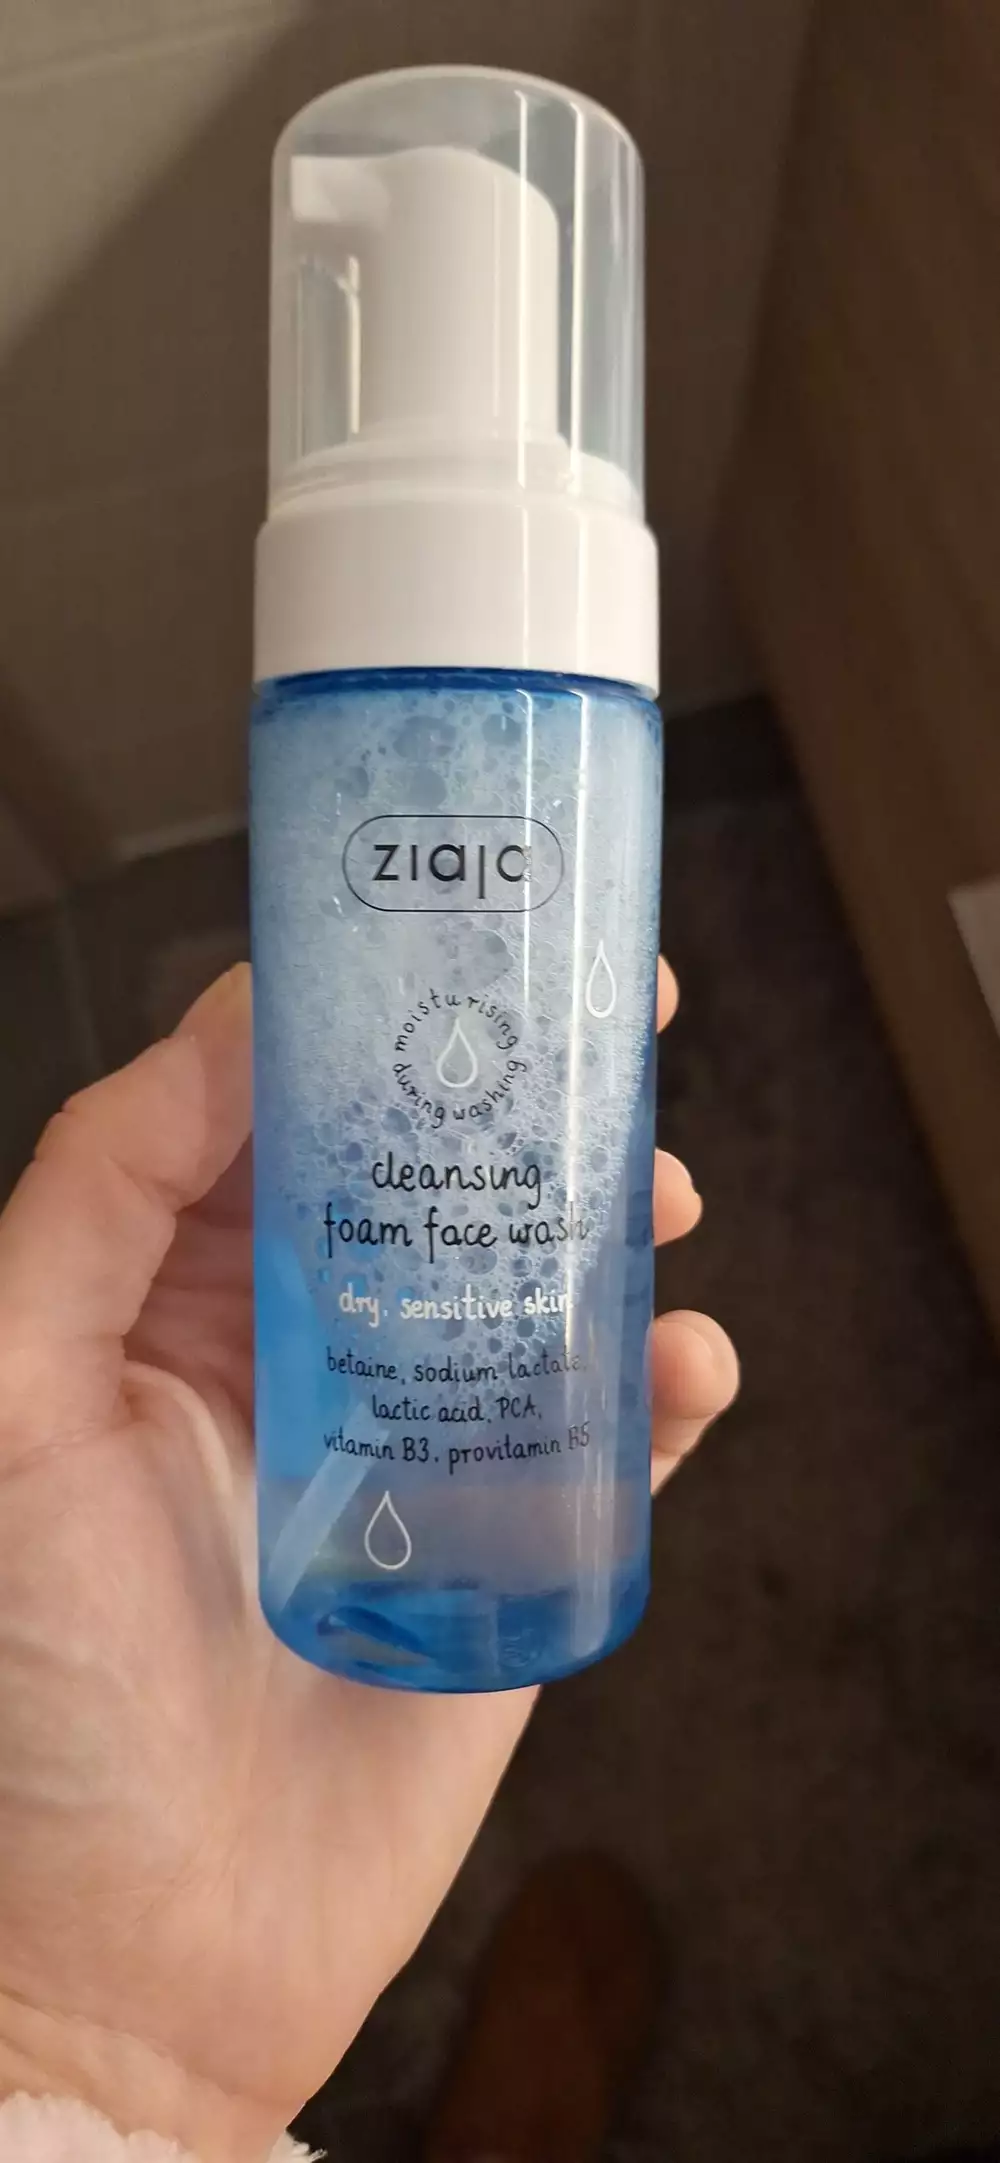 ziaja
moisturising
during washing
cleansing
foam face wash
dry, sensitive skin
betaine, sodium lactate,
lactic acid, PCA,
vitamin B3, provitamin B5